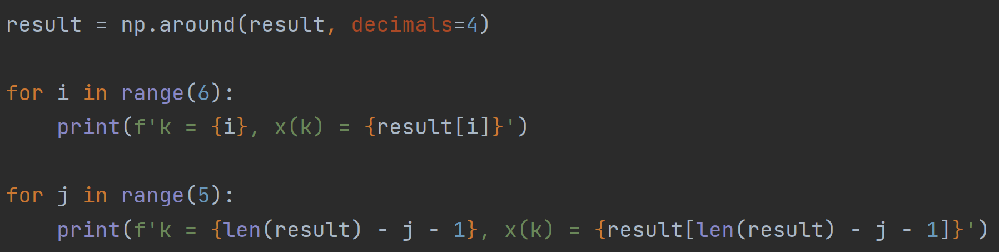 result = np.around(result, decimals=4)
for i in range(6):
    print(f'k = {i}, x(k) = {result[i]}')
for j in range(5):
    print(f'k = {len(result) - j - 1}, x(k) = {result[len(result) - j - 1]}')